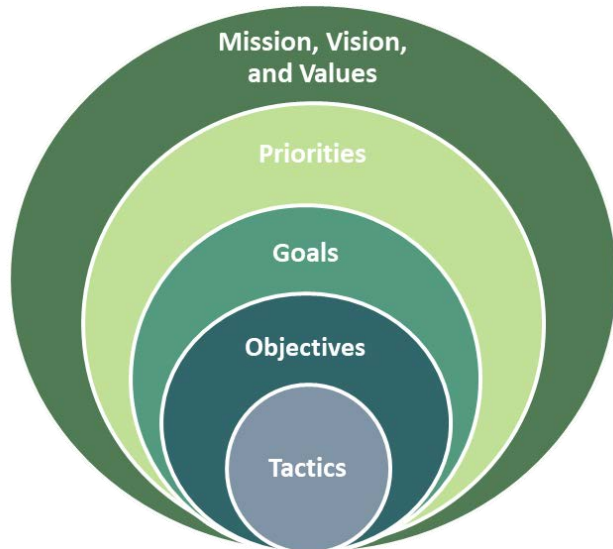 Mission, Vision,
and Values
Priorities
Goals
Objectives
Tactics